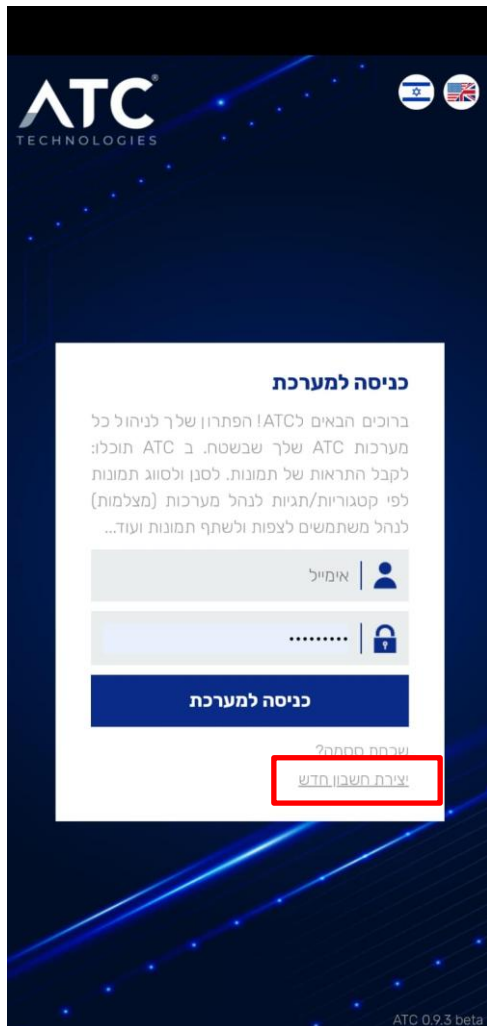 ATC®
TECHNOLOGIES
כניסה למערכת
ברוכים הבאים לATC! הפתרון שלך לניהול כל
מערכות ATC שלך שבשטח. ב ATC תוכלו:
לקבל התראות של תמונות. לסנן ולסווג תמונות
לפי קטגוריות/תגיות לנהל מערכות (מצלמות)
לנהל משתמשים לצפות ולשתף תמונות ועוד...
אימייל
•••••••••
כניסה למערכת
שכחת ססמה?
יצירת חשבון חדש
ATC 0.9.3 beta